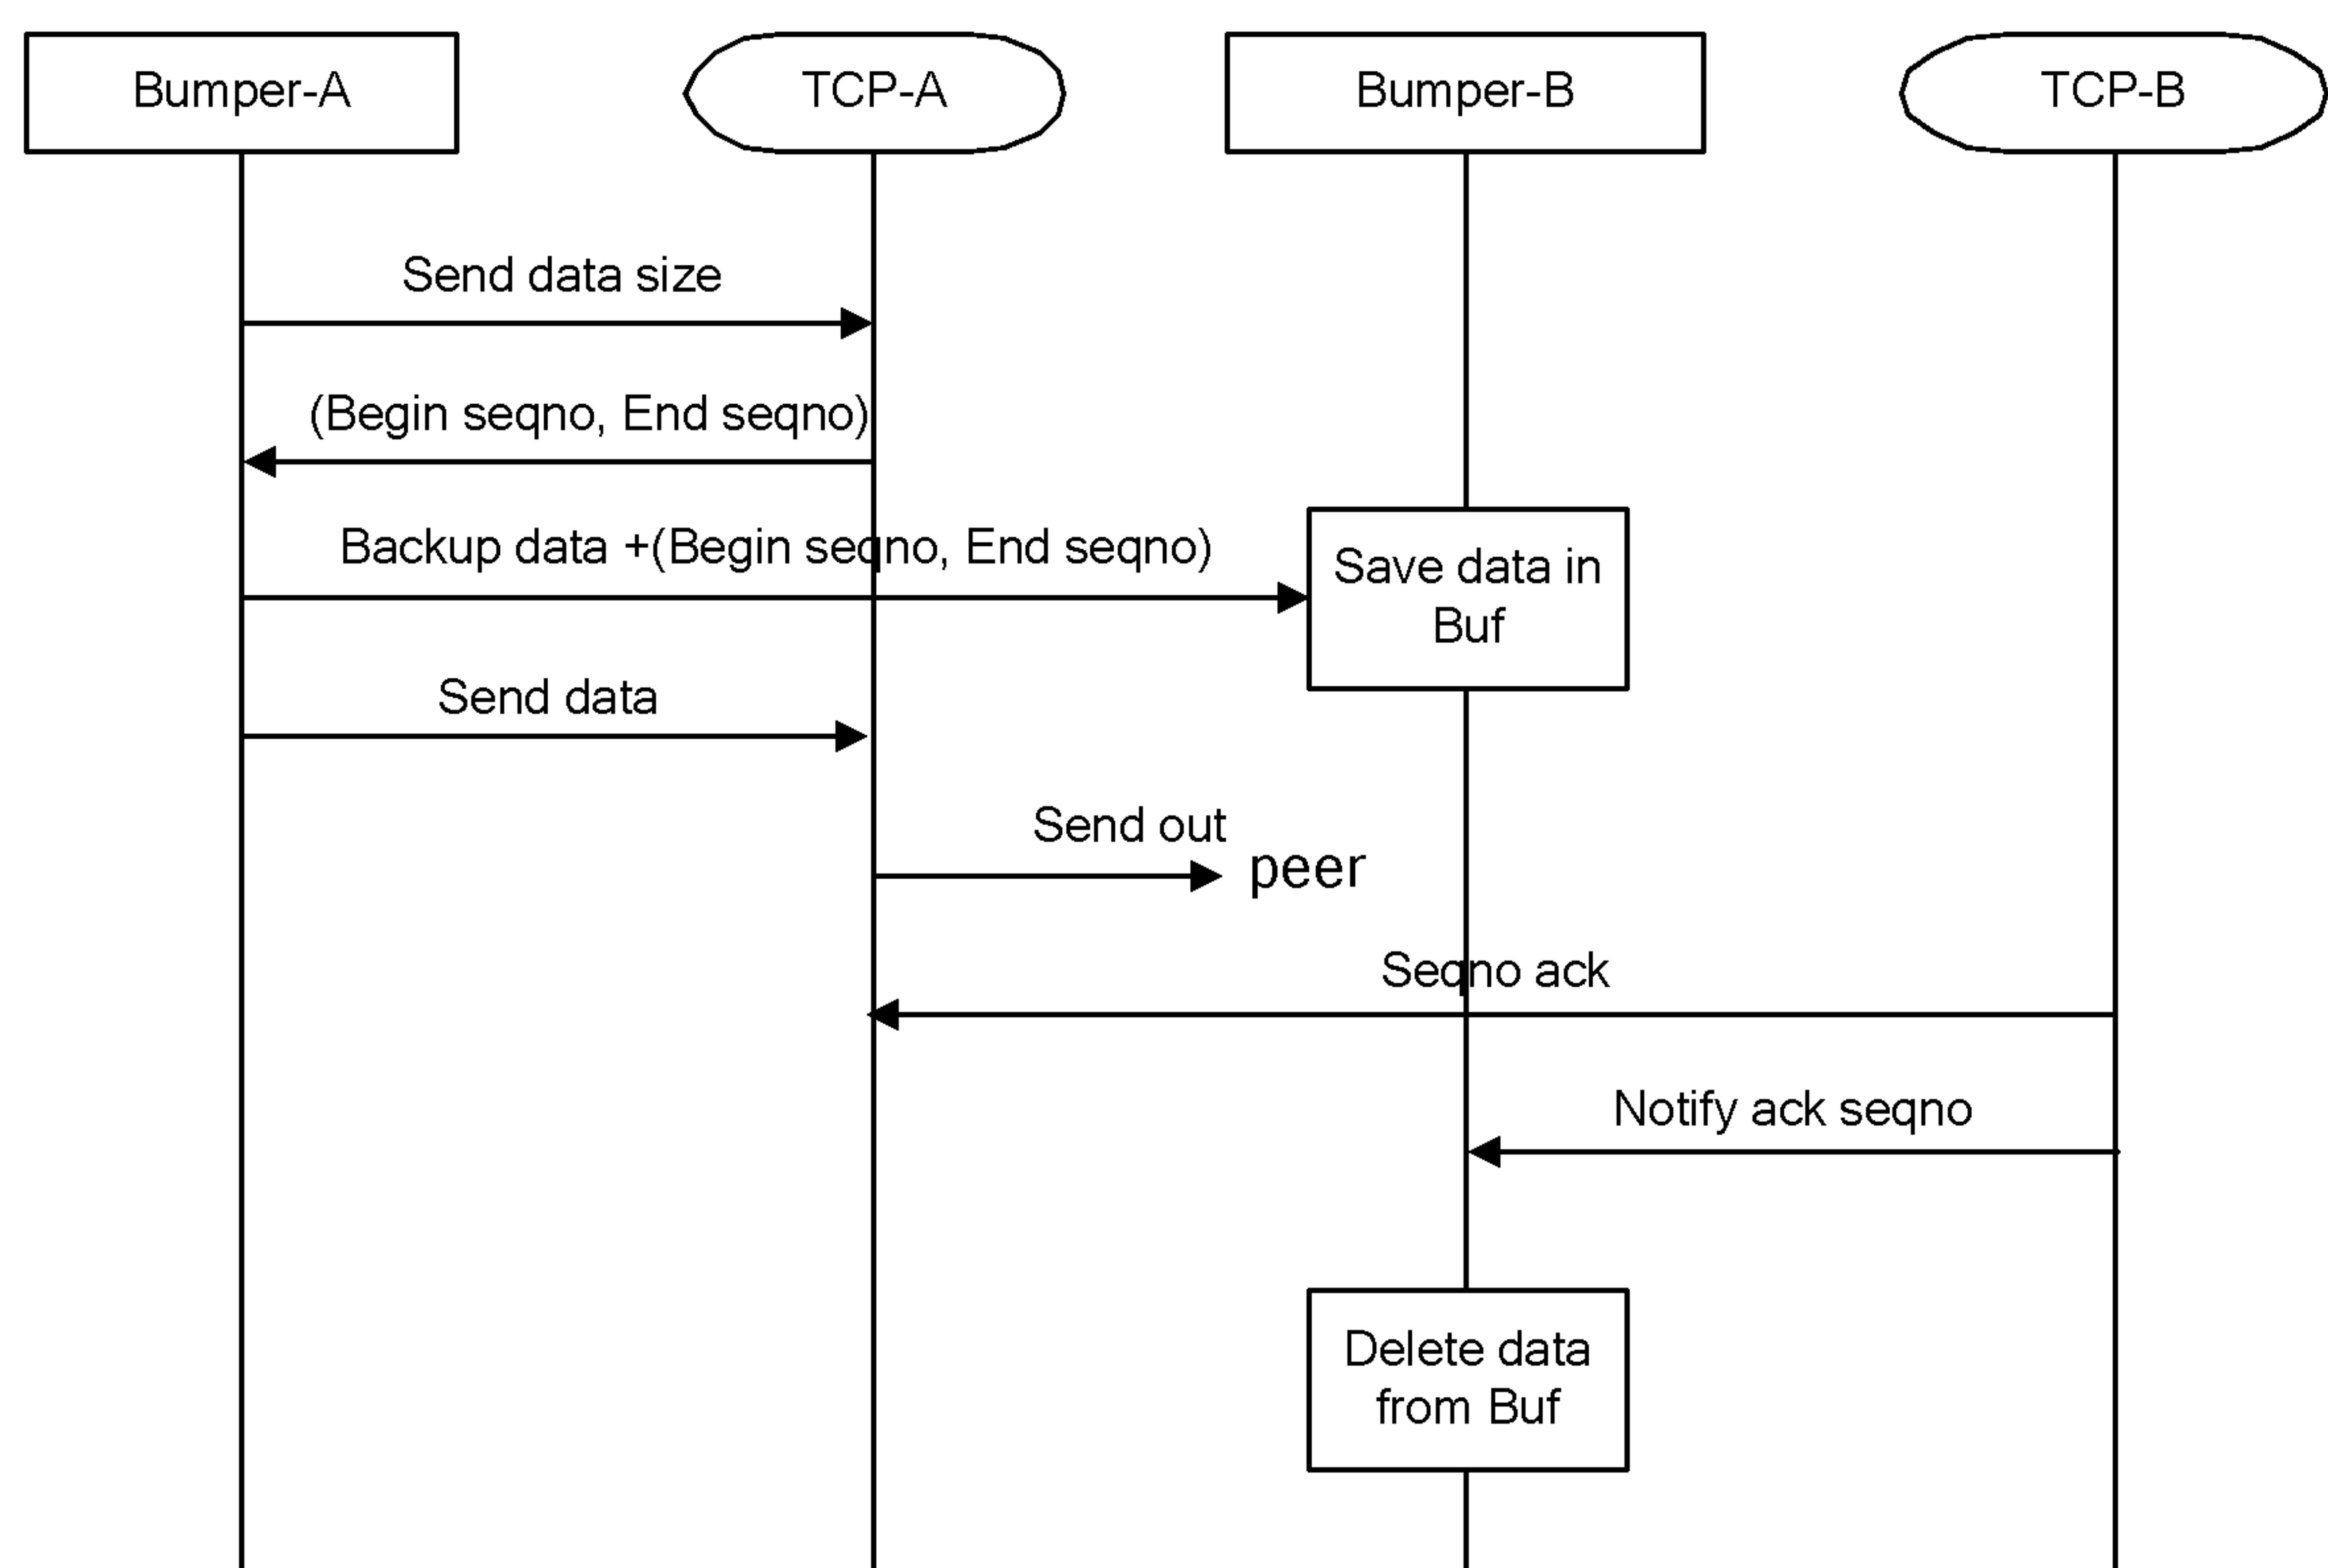 Bumper-A
TCP-A
Bumper-B
TCP-B
Send data size
(Begin seqno, End seqno)
Backup data +(Begin seqno, End seqno)
Save data in
Buf
Send data
Send out
peer
Seqno ack
Notify ack seqno
Delete data
from Buf